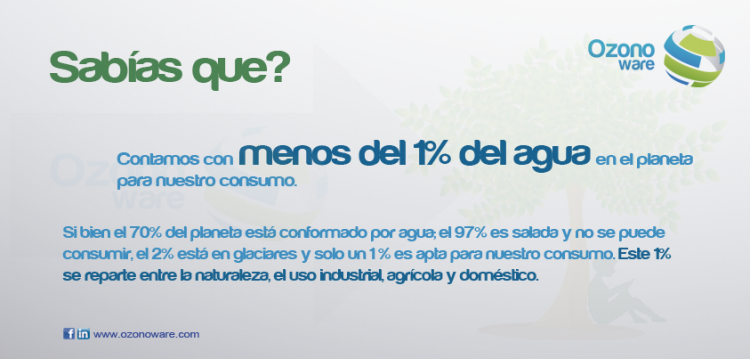 Sabías que?
Ozono
ware
Contamos con menos del 1% del agua en el planeta
para nuestro consumo.
Si bien el 70% del planeta está conformado por agua; el 97% es salada y no se puede
consumir, el 2% está en glaciares y solo un 1% es apta para nuestro consumo. Este 1%
se reparte entre la naturaleza, el uso industrial, agrícola y doméstico.
f in www.ozonoware.com